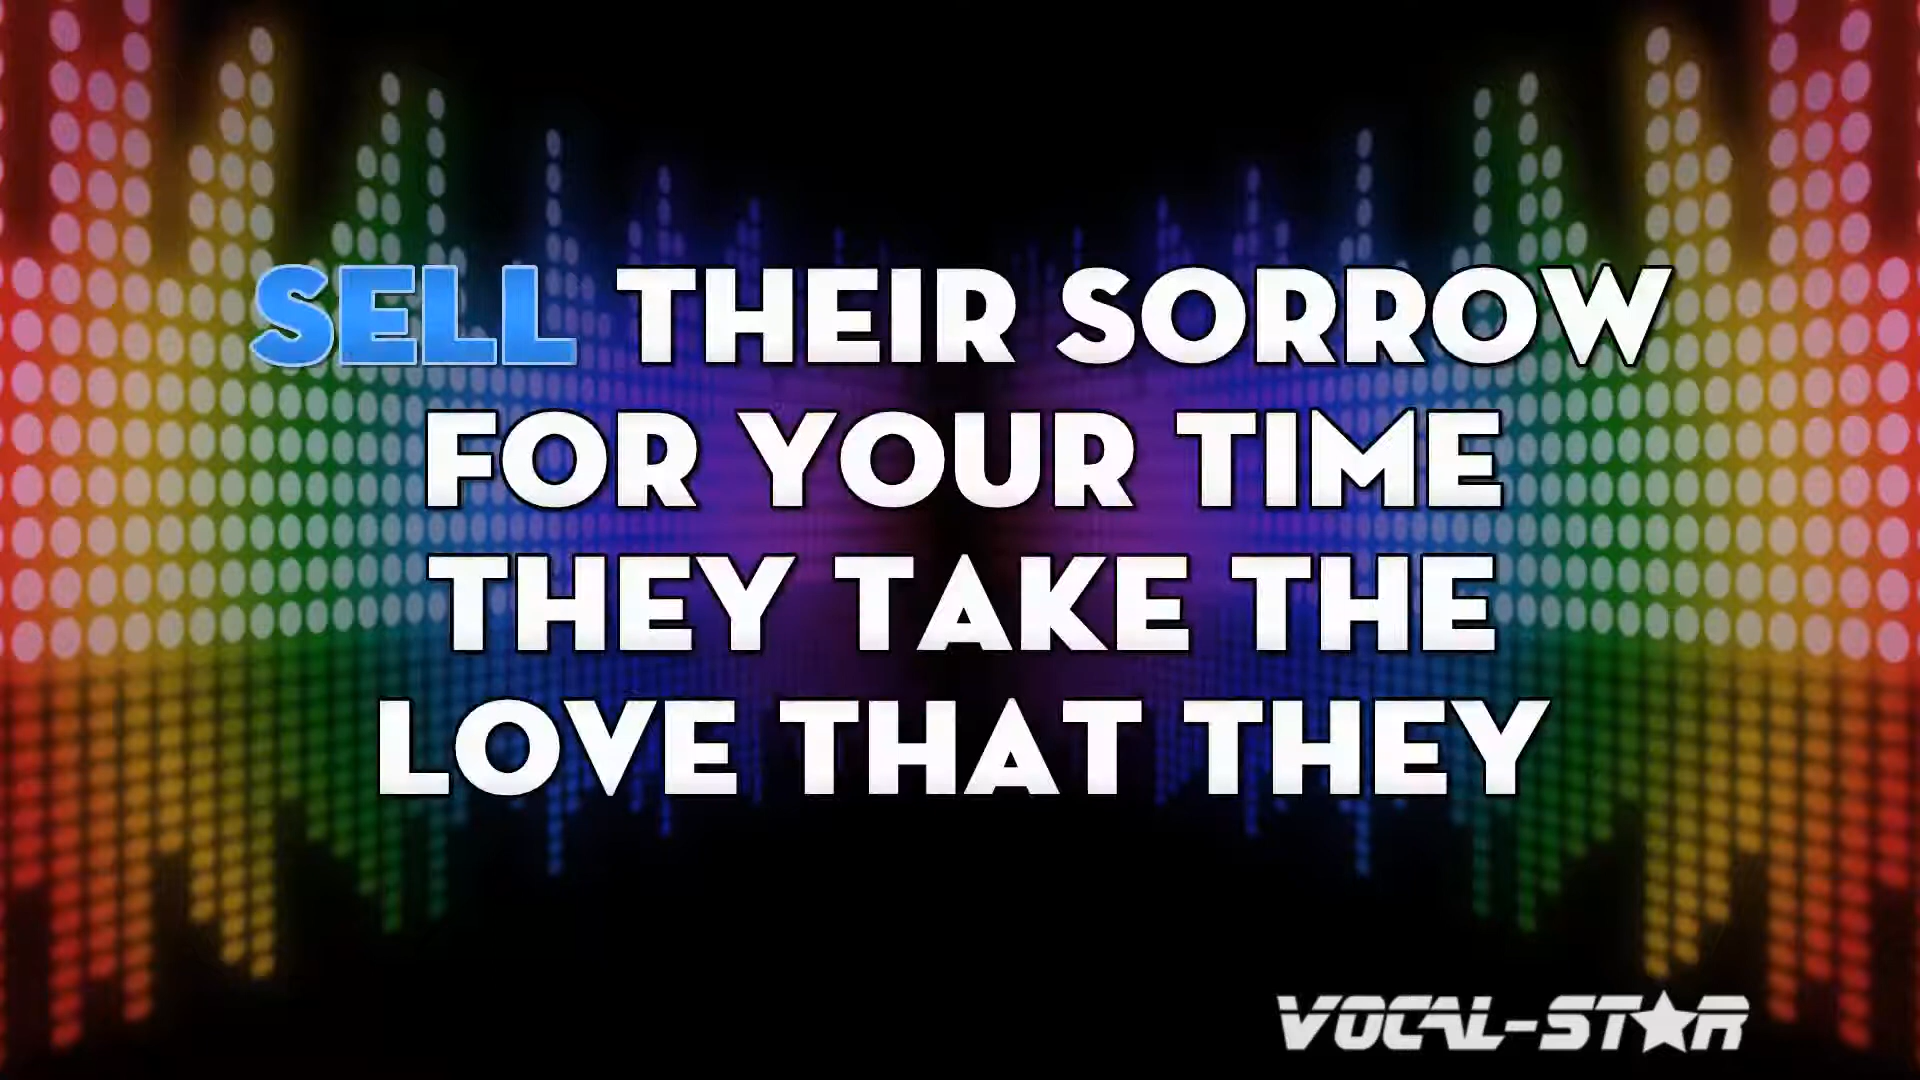 SELL THEIR SORROW
FOR YOUR TIME
THEY TAKE THE
LOVE THAT THEY
VOCAL-STAR